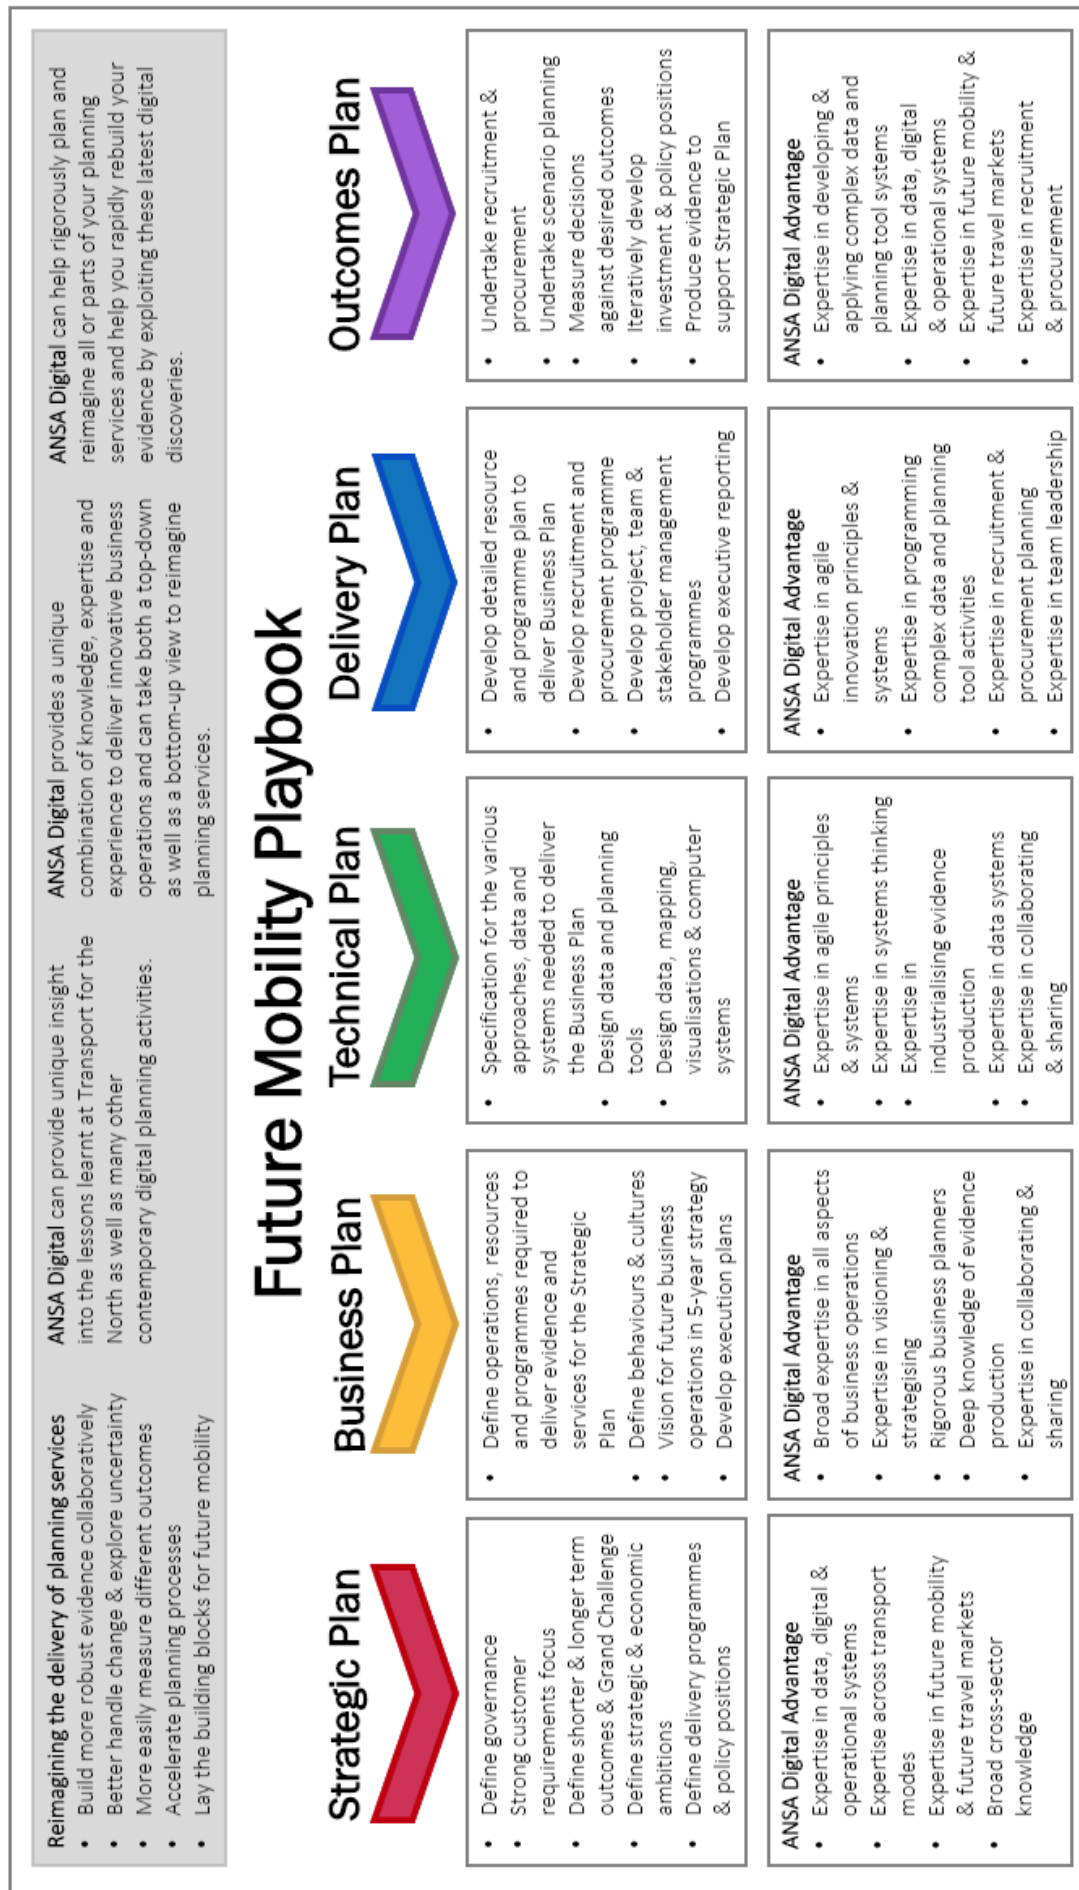 Reimagining the delivery of planning services
• Build more robust evidence collaboratively
• Better handle change & explore uncertainty
• More easily measure different outcomes
• Accelerate planning processes
• Lay the building blocks for future mobility
ANSA Digital can provide unique insight
into the lessons learnt at Transport for the
North as well as many other
contemporary digital planning activities.
ANSA Digital provides a unique
combination of knowledge, expertise and
experience to deliver innovative business
operations and can take both a top-down
as well as a bottom-up view to reimagine
planning services.
ANSA Digital can help rigorously plan and
reimagine all or parts of your planning
services and help you rapidly rebuild your
evidence by exploiting these latest digital
discoveries.
Future Mobility Playbook
Strategic Plan
• Define governance
• Strong customer
requirements focus
• Define shorter & longer term
outcomes & Grand Challenge
• Define strategic & economic
ambitions
• Define delivery programmes
& policy positions
ANSA Digital Advantage
• Expertise in data, digital &
operational systems
• Expertise across transport
modes
• Expertise in future mobility
& future travel markets
• Broad cross-sector
knowledge
Business Plan
• Define operations, resources
and programmes required to
deliver evidence and
services for the Strategic
Plan
• Define behaviours & cultures
• Vision for future business
operations in 5-year strategy
• Develop execution plans
ANSA Digital Advantage
• Broad expertise in all aspects
of business operations
• Expertise in visioning &
strategising
• Rigorous business planners
• Deep knowledge of evidence
production
• Expertise in collaborating &
sharing
Technical Plan
• Specification for the various
approaches, data and
systems needed to deliver
the Business Plan
• Design data and planning
tools
• Design data, mapping,
visualisations & computer
systems
ANSA Digital Advantage
• Expertise in agile principles
& systems
• Expertise in systems thinking
• Expertise in
industrialising evidence
production
• Expertise in data systems
• Expertise in collaborating
& sharing
Delivery Plan
• Develop detailed resource
and programme plan to
deliver Business Plan
• Develop recruitment and
procurement programme
• Develop project, team &
stakeholder management
programmes
• Develop executive reporting
ANSA Digital Advantage
• Expertise in agile
innovation principles &
systems
• Expertise in programming
complex data and planning
tool activities
• Expertise in recruitment &
procurement planning
• Expertise in team leadership
Outcomes Plan
• Undertake recruitment &
procurement
• Undertake scenario planning
• Measure decisions
against desired outcomes
• Iteratively develop
investment & policy positions
• Produce evidence to
support Strategic Plan
ANSA Digital Advantage
• Expertise in developing &
applying complex data and
planning tool systems
• Expertise in data, digital
& operational systems
• Expertise in future mobility &
future travel markets
• Expertise in recruitment
& procurement